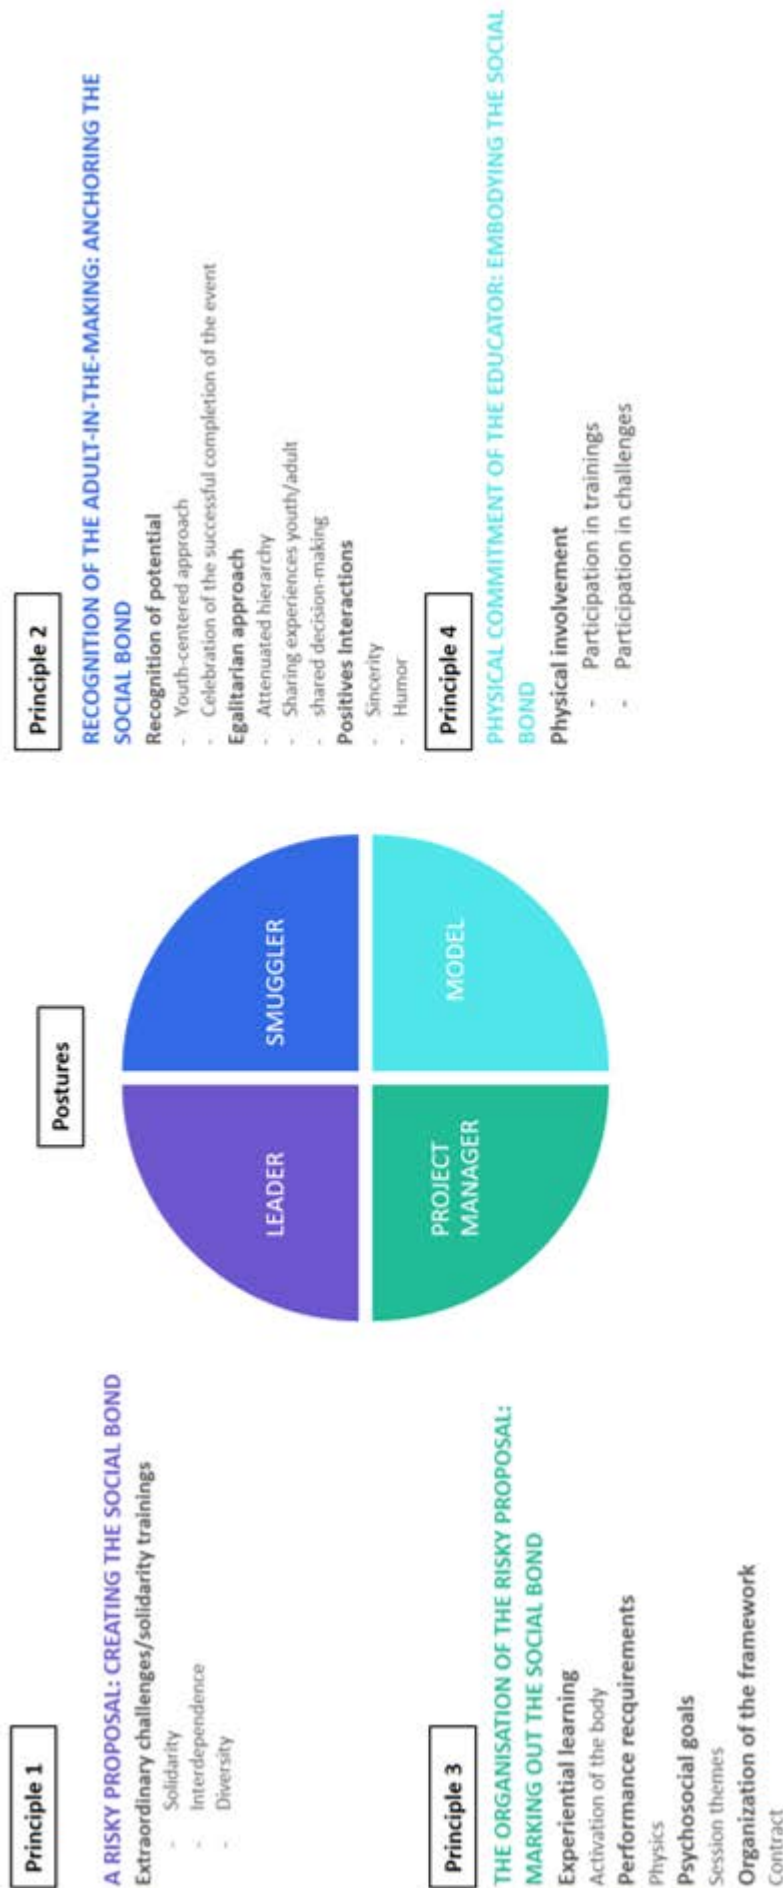 Principle 1
A RISKY PROPOSAL: CREATING THE SOCIAL BOND
Extraordinary challenges/solidarity trainings
- Solidarity
- Interdependence
- Diversity
Postures
LEADER
SMUGGLER
PROJECT
MANAGER
MODEL
Principle 2
RECOGNITION OF THE ADULT-IN-THE-MAKING: ANCHORING THE
SOCIAL BOND
Recognition of potential
- Youth-centered approach
- Celebration of the successful completion of the event
Egalitarian approach
- Attenuated hierarchy
- Sharing experiences youth/adult
- shared decision-making
Positives Interactions
- Sincerity
- Humor
Principle 3
THE ORGANISATION OF THE RISKY PROPOSAL:
MARKING OUT THE SOCIAL BOND
Experiential learning
Activation of the body
Performance recquirements
Physics
Psychosocial goals
Session themes
Organization of the framework
Contract
Principle 4
PHYSICAL COMMITMENT OF THE EDUCATOR: EMBODYING THE SOCIAL
BOND
Physical involvement
- Participation in trainings
- Participation in challenges